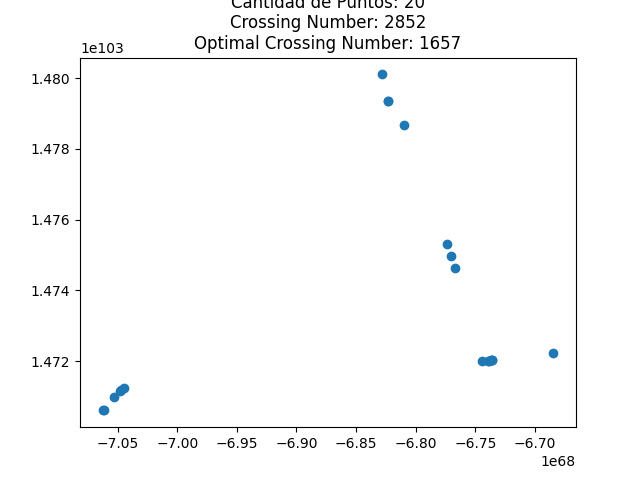 Cantidad de Puntos: 20
Crossing Number: 2852
Optimal Crossing Number: 1657
1e103
1.480
1.478
1.476
1.474
1.472
−7.05 −7.00 −6.95 −6.90 −6.85 −6.80 −6.75 −6.70
1e68